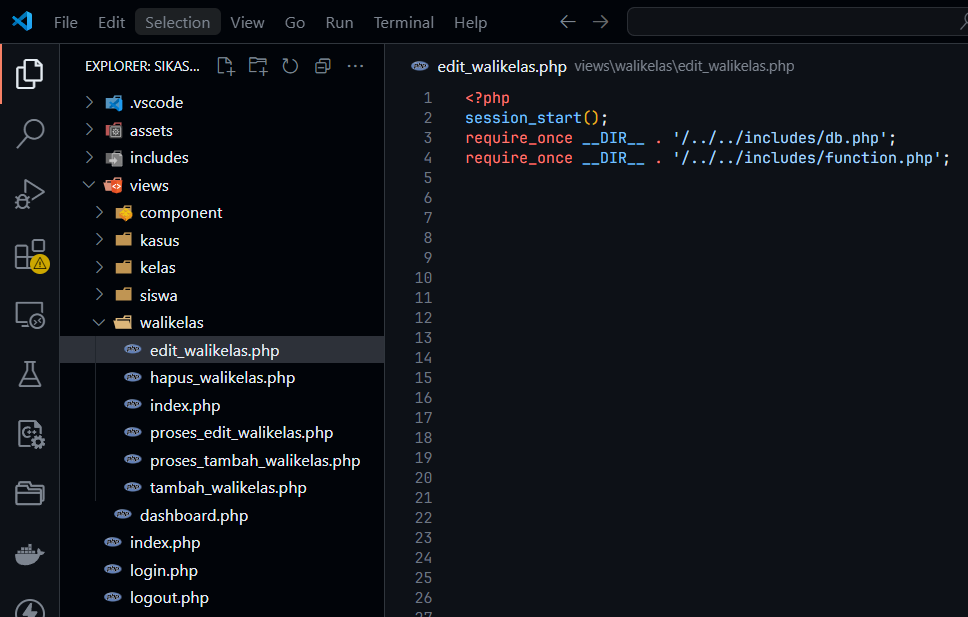 File Edit Selection View Go Run Terminal Help
EXPLORER: SIKAS...
.vscode
assets
includes
views
component
kasus
kelas
siswa
walikelas
edit_walikelas.php
hapus_walikelas.php
index.php
proses_edit_walikelas.php
proses_tambah_walikelas.php
tambah_walikelas.php
dashboard.php
index.php
login.php
logout.php
edit_walikelas.php views\walikelas\edit_walikelas.php
1 <?php
2 session_start();
3 require_once __DIR__ . '/../../includes/db.php';
4 require_once __DIR__ . '/../../includes/function.php';
5
6
7
8
9
10
11
12
13
14
15
16
17
18
19
20
21
22
23
24
25
26
27